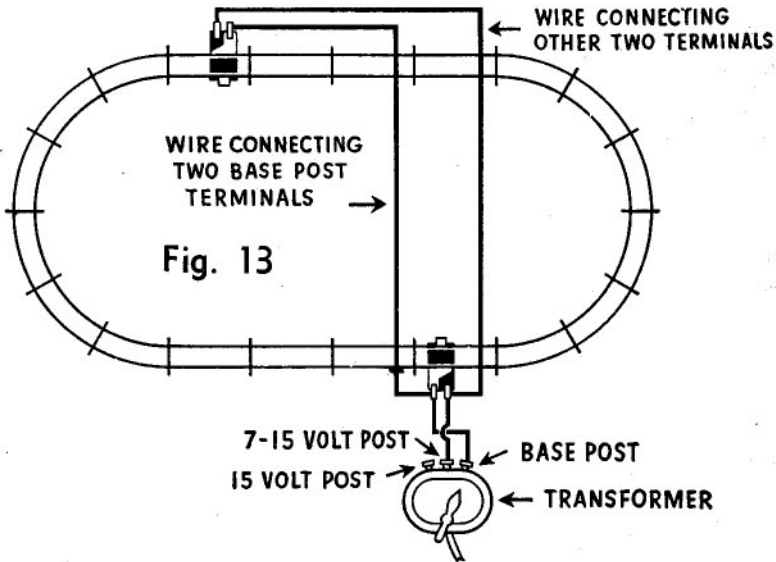 WIRE CONNECTING
OTHER TWO TERMINALS
WIRE CONNECTING
TWO BASE POST
TERMINALS
Fig. 13
7-15 VOLT POST
BASE POST
15 VOLT POST
TRANSFORMER